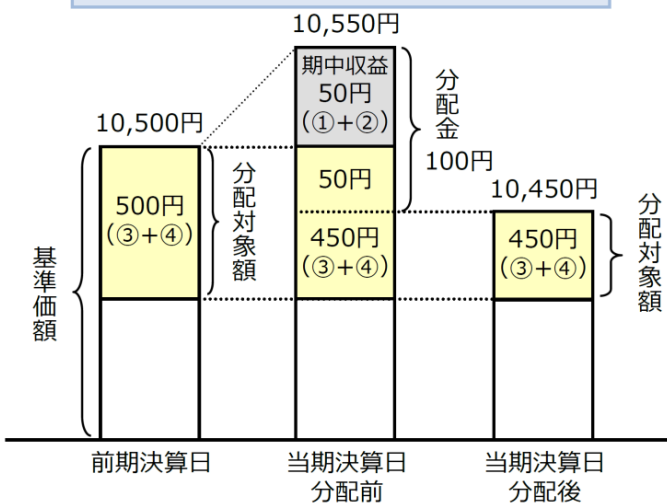 10,550円
期中収益
50円
(①+②)
分配金
100円
10,500円
500円
(③+④)
分配対象額
50円
450円
(③+④)
10,450円
450円
(③+④)
分配対象額
基準価額
前期決算日
当期決算日
分配前
当期決算日
分配後